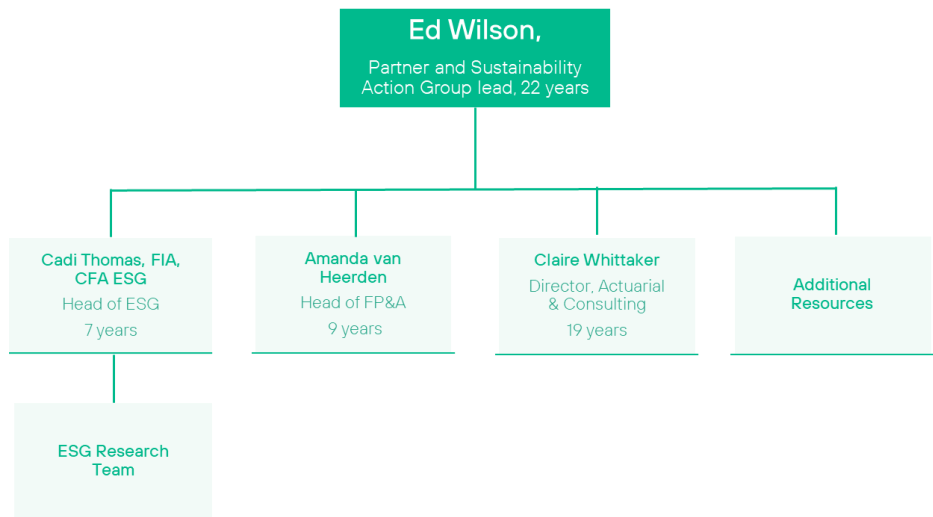 Ed Wilson,
Partner and Sustainability
Action Group lead, 22 years
Cadi Thomas, FIA,
CFA ESG
Head of ESG
7 years
Amanda van
Heerden
Head of FP&A
9 years
Claire Whittaker
Director, Actuarial
& Consulting
19 years
Additional
Resources
ESG Research
Team